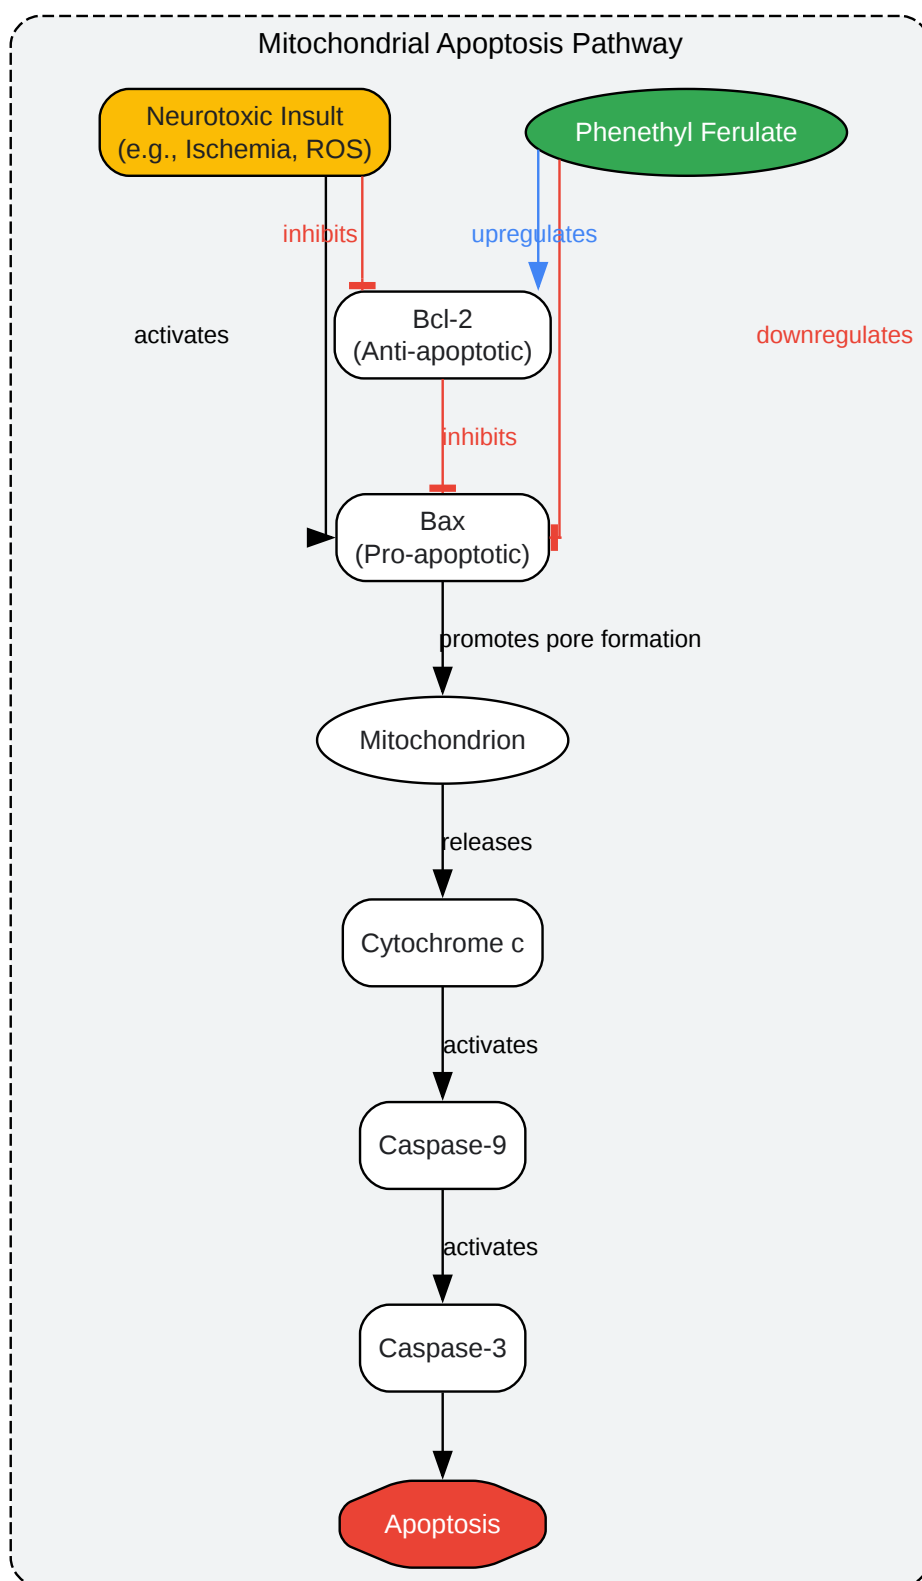 Mitochondrial Apoptosis Pathway
Neurotoxic Insult
(e.g., Ischemia, ROS)
Phenethyl Ferulate
inhibits
upregulates
activates
Bcl-2
(Anti-apoptotic)
downregulates
inhibits
Bax
(Pro-apoptotic)
promotes pore formation
Mitochondrion
releases
Cytochrome c
activates
Caspase-9
activates
Caspase-3
Apoptosis